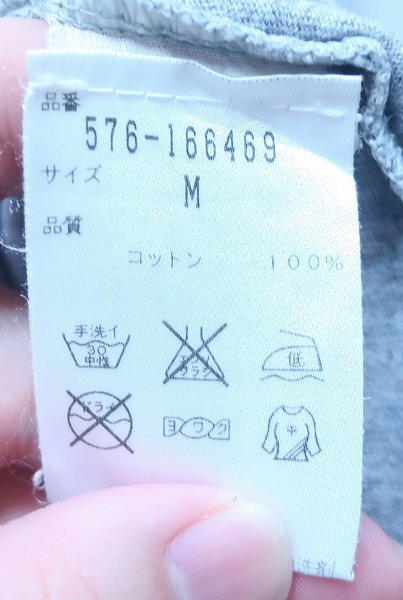 品番
576-166469
サイズ
M
品質
コットン 100%
手洗イ
30
中性
エンソ
サラシ
低
ドライ
ヨワク
平